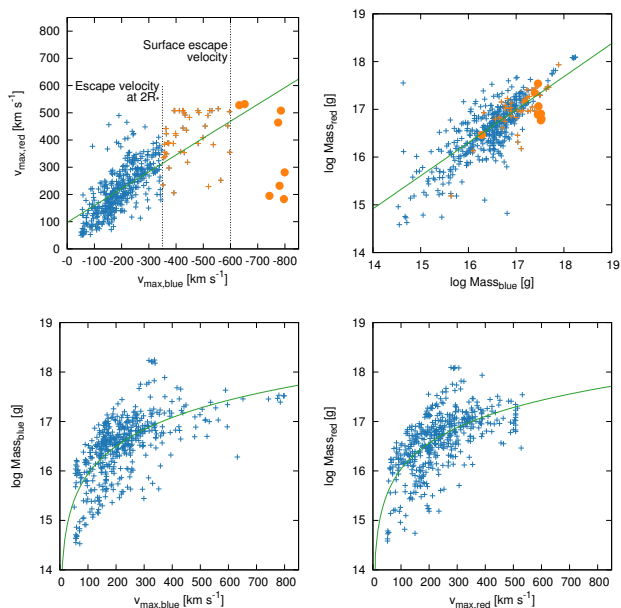 800
700
600
500
400
300
200
100
0
v_max,red [km s⁻¹]
Surface escape
velocity
Escape velocity
at 2R*
-0 -100 -200 -300 -400 -500 -600 -700 -800
v_max,blue [km s⁻¹]
19
18
17
16
15
14
log Mass_red [g]
14 15 16 17 18 19
log Mass_blue [g]
19
18
17
16
15
14
log Mass_blue [g]
0 100 200 300 400 500 600 700 800
v_max,blue [km s⁻¹]
19
18
17
16
15
14
log Mass_red [g]
0 100 200 300 400 500 600 700 800
v_max,red [km s⁻¹]